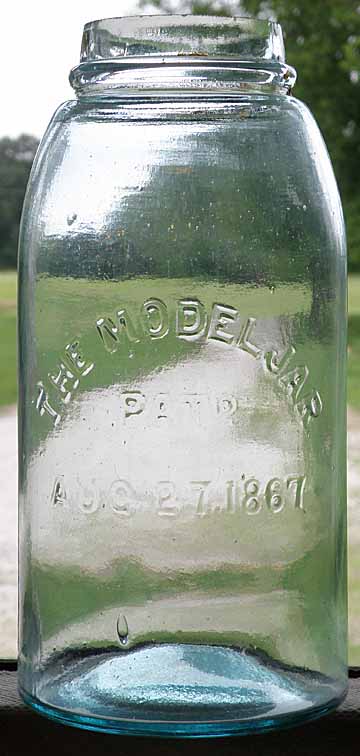 THE MODEL JAR
PAT'D
AUG. 27. 1867